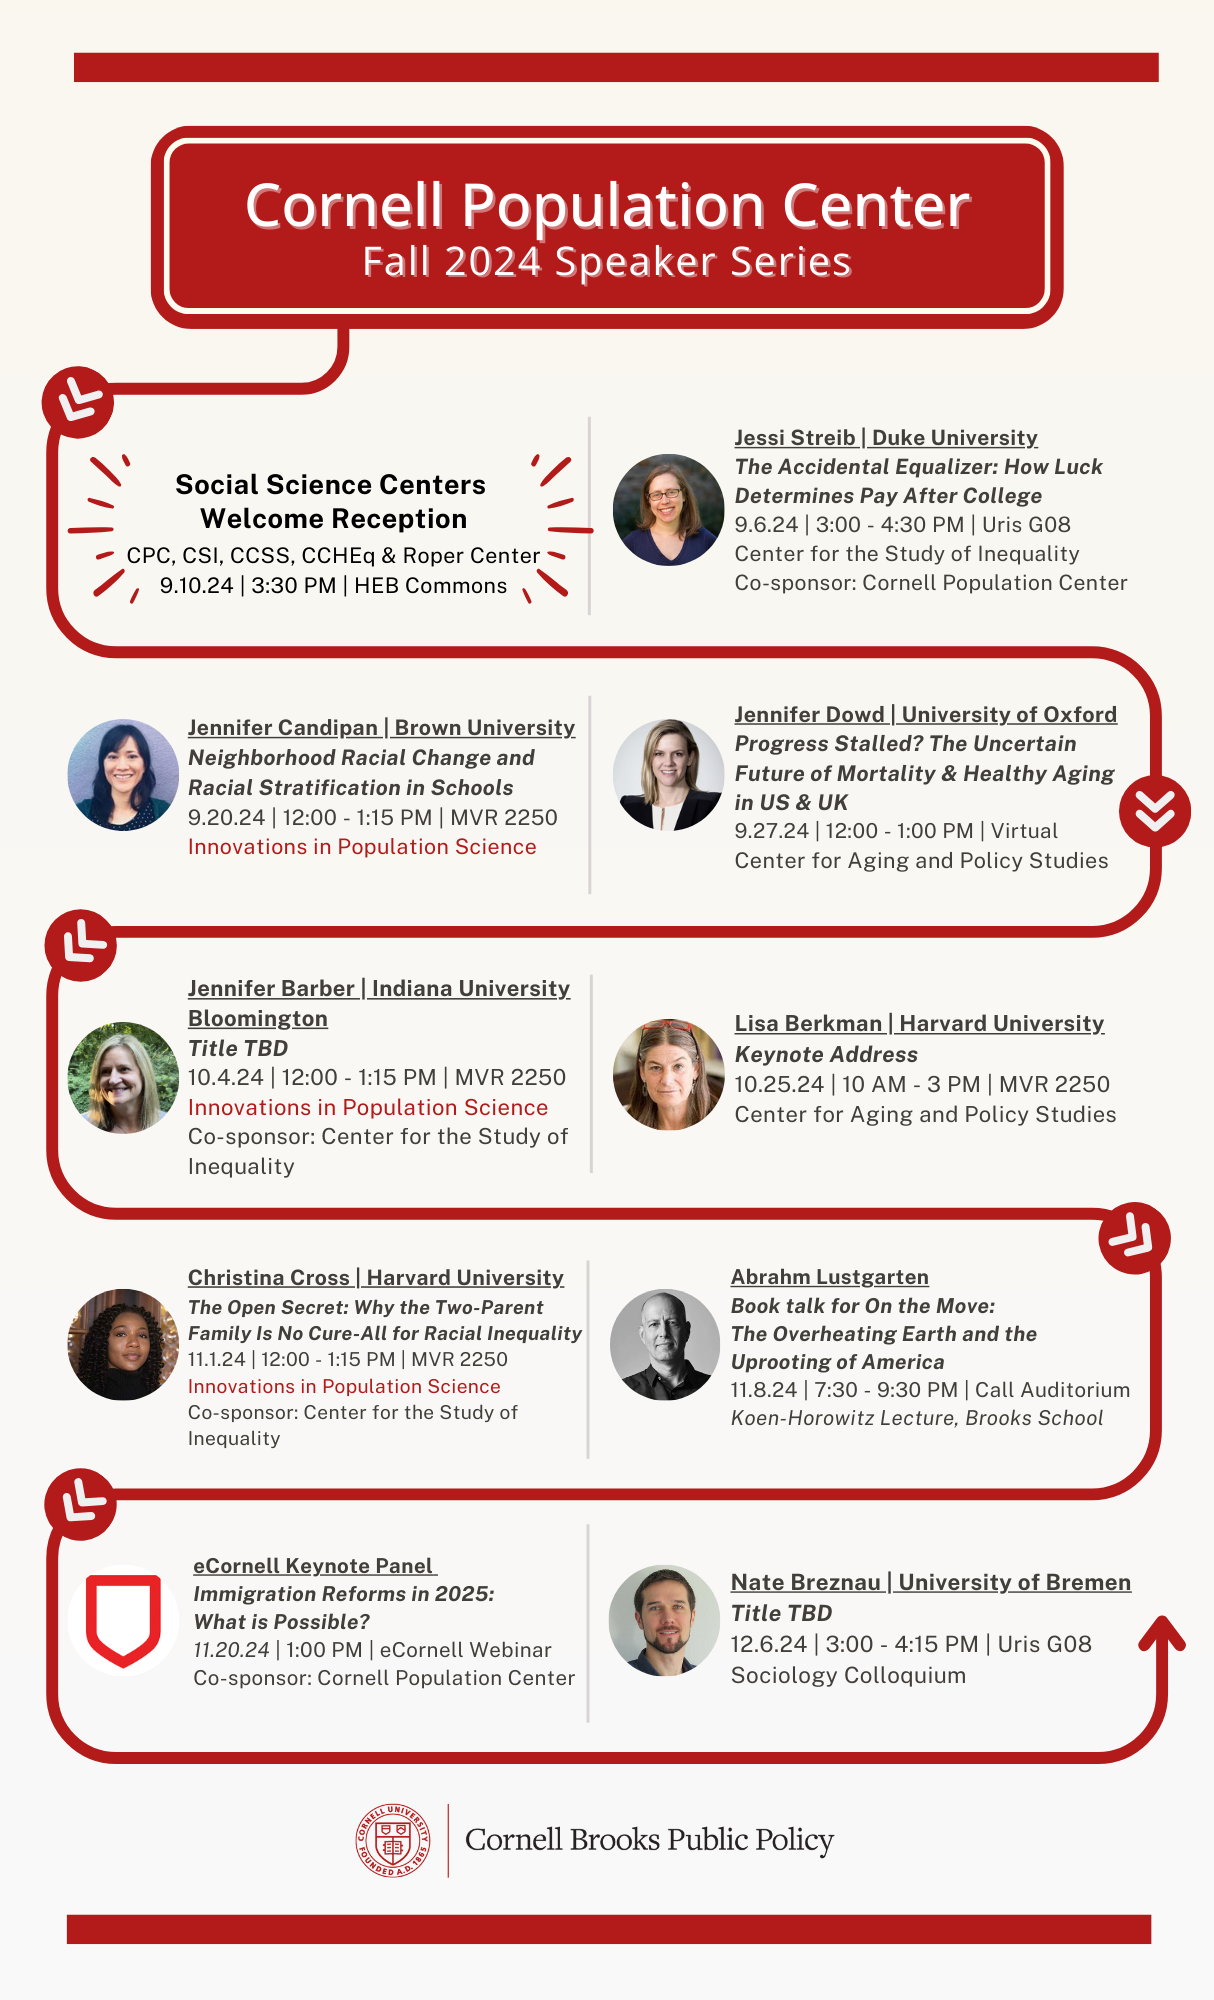 Cornell Population Center
Fall 2024 Speaker Series
Social Science Centers
Welcome Reception
CPC, CSI, CCSS, CCHEq & Roper Center
9.10.24 | 3:30 PM | HEB Commons
Jessi Streib | Duke University
The Accidental Equalizer: How Luck
Determines Pay After College
9.6.24 | 3:00 - 4:30 PM | Uris G08
Center for the Study of Inequality
Co-sponsor: Cornell Population Center
Jennifer Candipan | Brown University
Neighborhood Racial Change and
Racial Stratification in Schools
9.20.24 | 12:00 - 1:15 PM | MVR 2250
Innovations in Population Science
Jennifer Dowd | University of Oxford
Progress Stalled? The Uncertain
Future of Mortality & Healthy Aging
in US & UK
9.27.24 | 12:00 - 1:00 PM | Virtual
Center for Aging and Policy Studies
Jennifer Barber | Indiana University
Bloomington
Title TBD
10.4.24 | 12:00 - 1:15 PM | MVR 2250
Innovations in Population Science
Co-sponsor: Center for the Study of
Inequality
Lisa Berkman | Harvard University
Keynote Address
10.25.24 | 10 AM - 3 PM | MVR 2250
Center for Aging and Policy Studies
Christina Cross | Harvard University
The Open Secret: Why the Two-Parent
Family Is No Cure-All for Racial Inequality
11.1.24 | 12:00 - 1:15 PM | MVR 2250
Innovations in Population Science
Co-sponsor: Center for the Study of
Inequality
Abrahm Lustgarten
Book talk for On the Move:
The Overheating Earth and the
Uprooting of America
11.8.24 | 7:30 - 9:30 PM | Call Auditorium
Koen-Horowitz Lecture, Brooks School
eCornell Keynote Panel
Immigration Reforms in 2025:
What is Possible?
11.20.24 | 1:00 PM | eCornell Webinar
Co-sponsor: Cornell Population Center
Nate Breznau | University of Bremen
Title TBD
12.6.24 | 3:00 - 4:15 PM | Uris G08
Sociology Colloquium
CORNELL UNIVERSITY
FOUNDED A.D. 1865
Cornell Brooks Public Policy